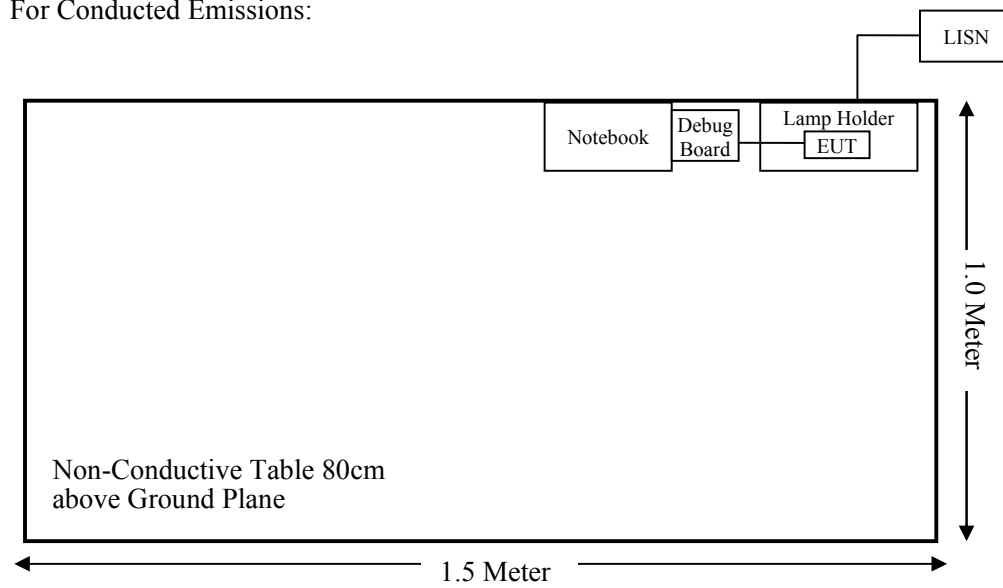 For Conducted Emissions:
LISN
Notebook
Debug
Board
Lamp Holder
EUT
1.0 Meter
Non-Conductive Table 80cm
above Ground Plane
1.5 Meter